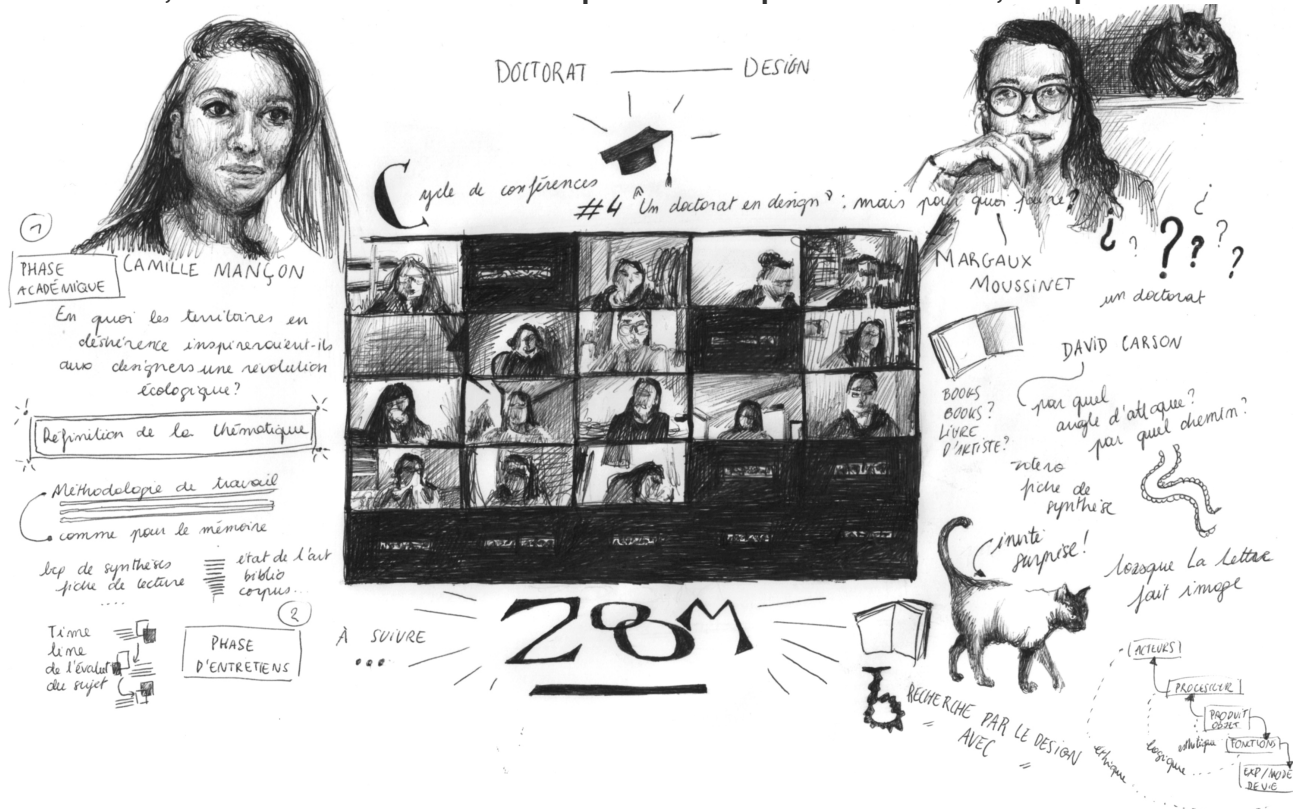 DOCTORAT — DESIGN
Cycle de conférences
#4 "Un doctorat en design" : mais pour quoi faire?
1
PHASE
ACADÉMIQUE
CAMILLE MANÇON
En quoi les territoires en
déshérence inspireraient-ils
aux designers une révolution
écologique?
Définition de la thématique
Méthodologie de travail
comme pour le mémoire
bcp de synthèses
fiche de lecture
....
état de l'art
biblio
corpus...
Time
line
de l'évolut
du sujet
2
PHASE
D'ENTRETIENS
À SUIVRE
...
ZOOM
MARGAUX
MOUSSINET
¿ ? ? ? ¿ ? ?
un doctorat
DAVID CARSON
BOOKS
BOOKS?
LIVRE
D'ARTISTE?
par quel
angle d'attaque?
par quel chemin?
fiche de
synthèse
invité
surprise!
lorsque La lettre
fait image
b
RECHERCHE PAR LE DESIGN
AVEC
"          "
ACTEURS
PRODUIT
OBJET
FONCTIONS
EXP/MODE
DE VIE
éthique
logique
esthétique